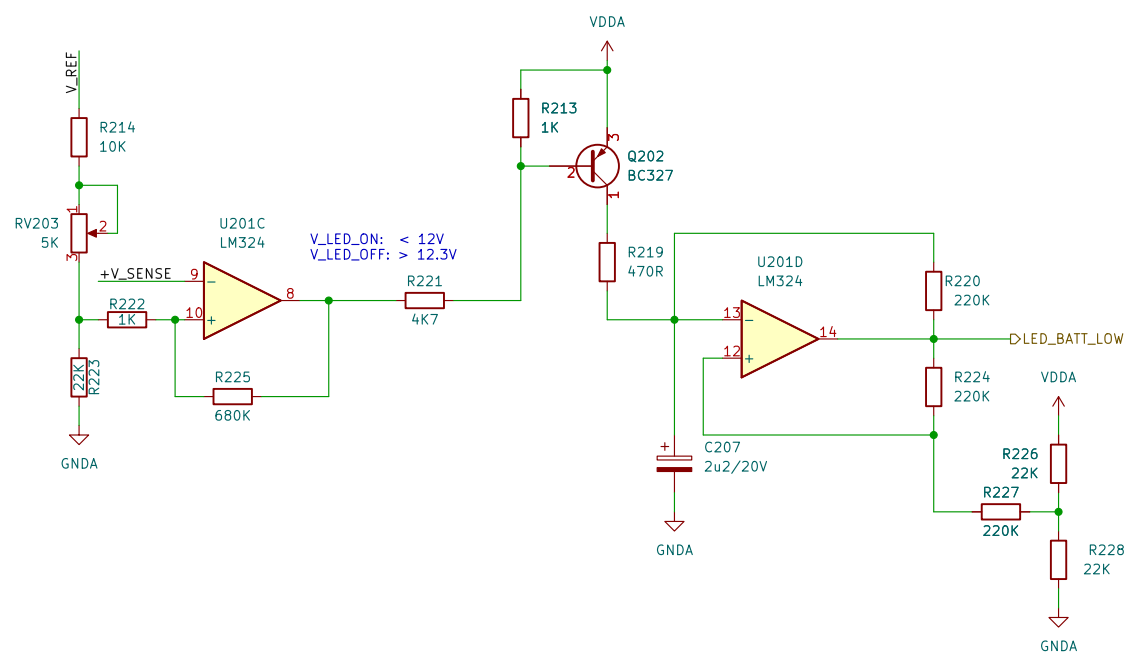 VDDA
V_REF
R213
1K
R214
10K
3
Q202
BC327
2
1
1
RV203
5K
2
3
U201C
LM324
V_LED_ON:  < 12V
V_LED_OFF: > 12.3V
R219
470R
+V_SENSE
9
-
8
R221
4K7
U201D
LM324
R220
220K
R222
1K
10
+
13
-
14
LED_BATT_LOW
12
+
22K
R223
R225
680K
R224
220K
VDDA
GNDA
+
C207
2u2/20V
R226
22K
R227
220K
GNDA
R228
22K
GNDA